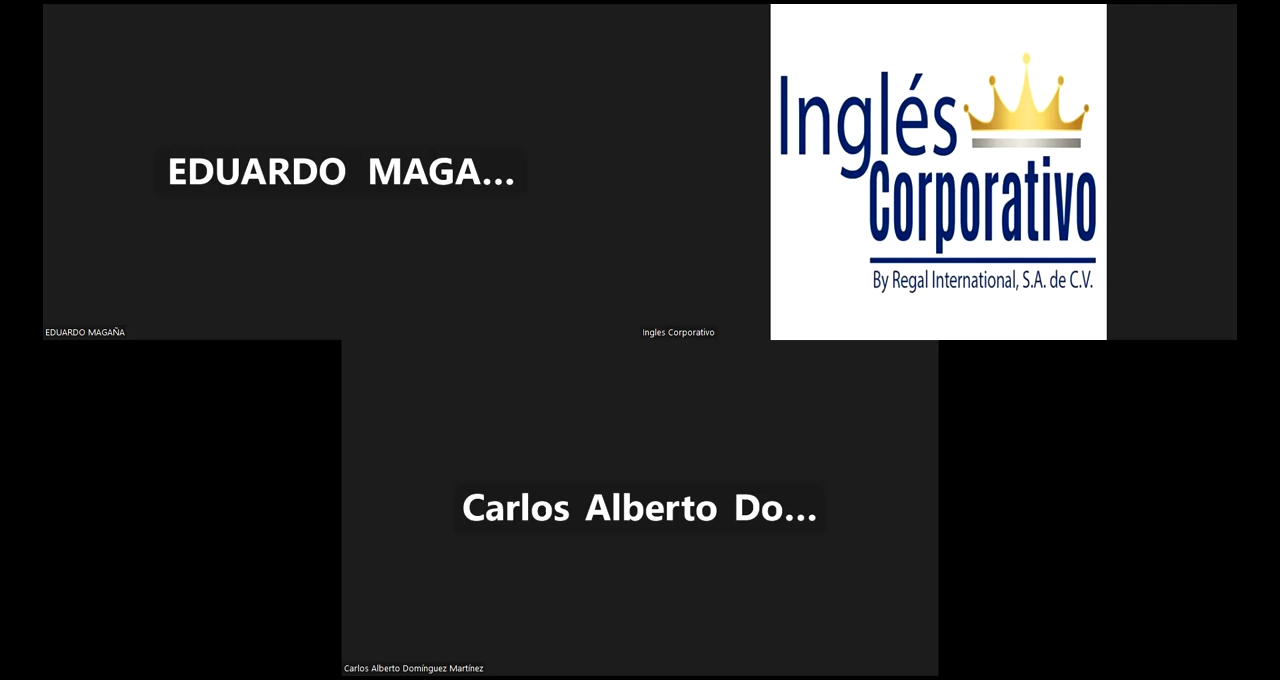 EDUARDO MAGA...
EDUARDO MAGAÑA
Inglés
Corporativo
By Regal International, S.A. de C.V.
Ingles Corporativo
Carlos Alberto Do...
Carlos Alberto Domínguez Martínez